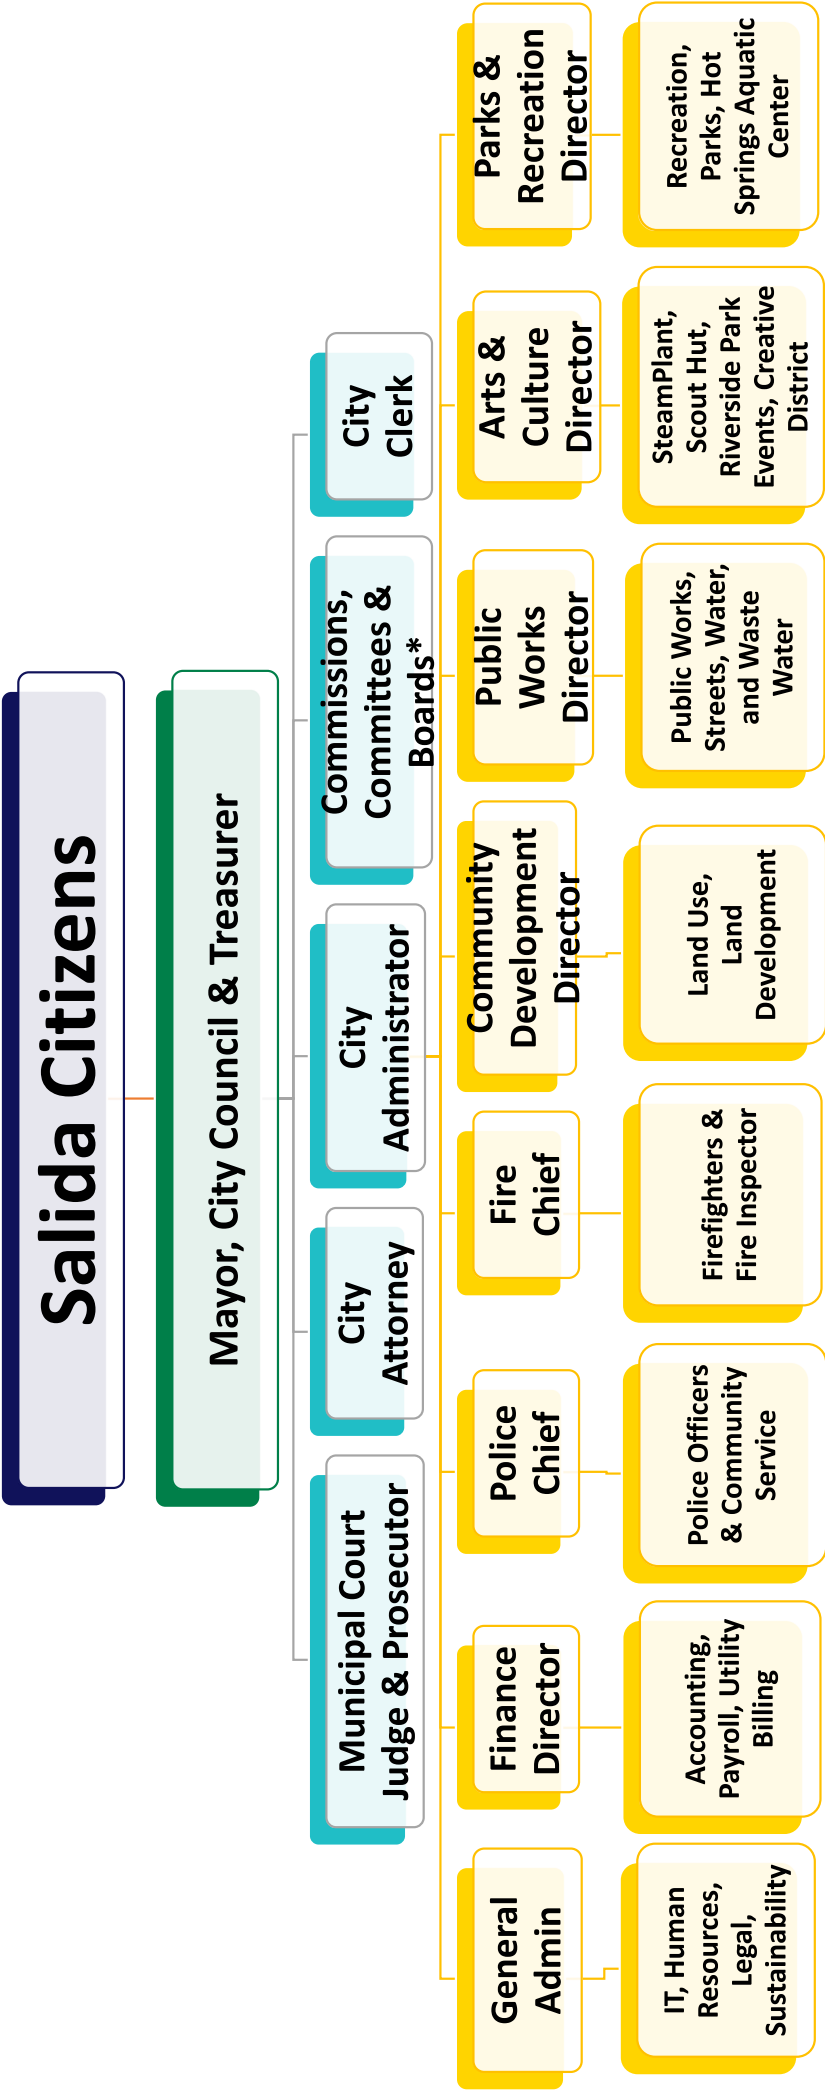 Salida Citizens
Mayor, City Council & Treasurer
Municipal Court
Judge & Prosecutor
City
Attorney
City
Administrator
Commissions,
Committees &
Boards*
City
Clerk
General
Admin
Finance
Director
Police
Chief
Fire
Chief
Community
Development
Director
Public
Works
Director
Arts &
Culture
Director
Parks &
Recreation
Director
IT, Human
Resources,
Legal,
Sustainability
Accounting,
Payroll, Utility
Billing
Police Officers
& Community
Service
Firefighters &
Fire Inspector
Land Use,
Land
Development
Public Works,
Streets, Water,
and Waste
Water
SteamPlant,
Scout Hut,
Riverside Park
Events, Creative
District
Recreation,
Parks, Hot
Springs Aquatic
Center